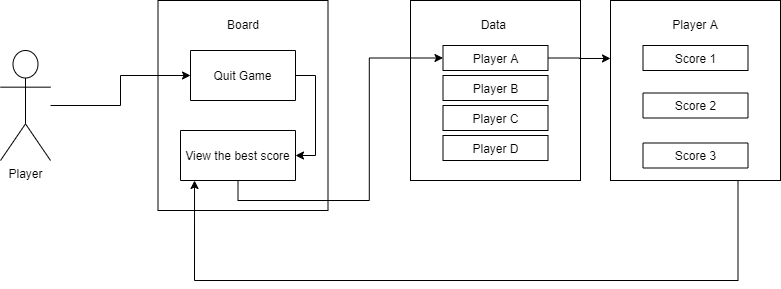 Board
Data
Player A
Quit Game
Player A
Score 1
Player B
Score 2
Player C
View the best score
Player D
Score 3
Player